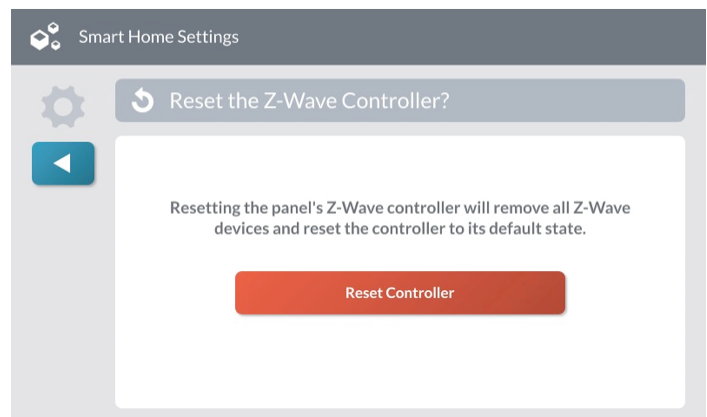 Smart Home Settings
Reset the Z-Wave Controller?
Resetting the panel's Z-Wave controller will remove all Z-Wave
devices and reset the controller to its default state.
Reset Controller